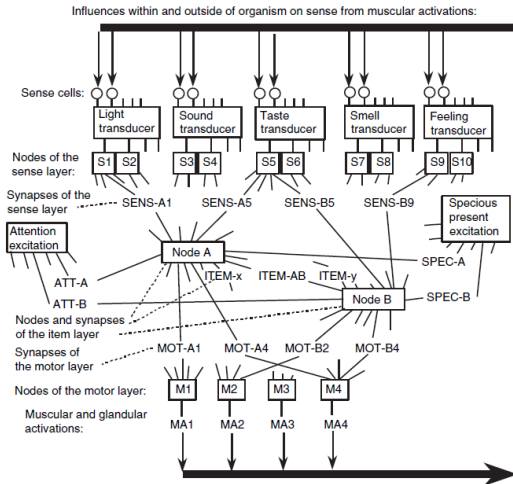 Influences within and outside of organism on sense from muscular activations:
Sense cells:
Light transducer
Sound transducer
Taste transducer
Smell transducer
Feeling transducer
Nodes of the sense layer:
S1 S2 S3 S4 S5 S6 S7 S8 S9 S10
Synapses of the sense layer
SENS-A1 SENS-A5 SENS-B5 SENS-B9
Attention excitation
Specious present excitation
Node A
SPEC-A
ITEM-x ITEM-AB ITEM-y
ATT-A
ATT-B
Node B
SPEC-B
Nodes and synapses of the item layer
Synapses of the motor layer
MOT-A1 MOT-A4 MOT-B2 MOT-B4
Nodes of the motor layer:
M1 M2 M3 M4
Muscular and glandular activations:
MA1 MA2 MA3 MA4